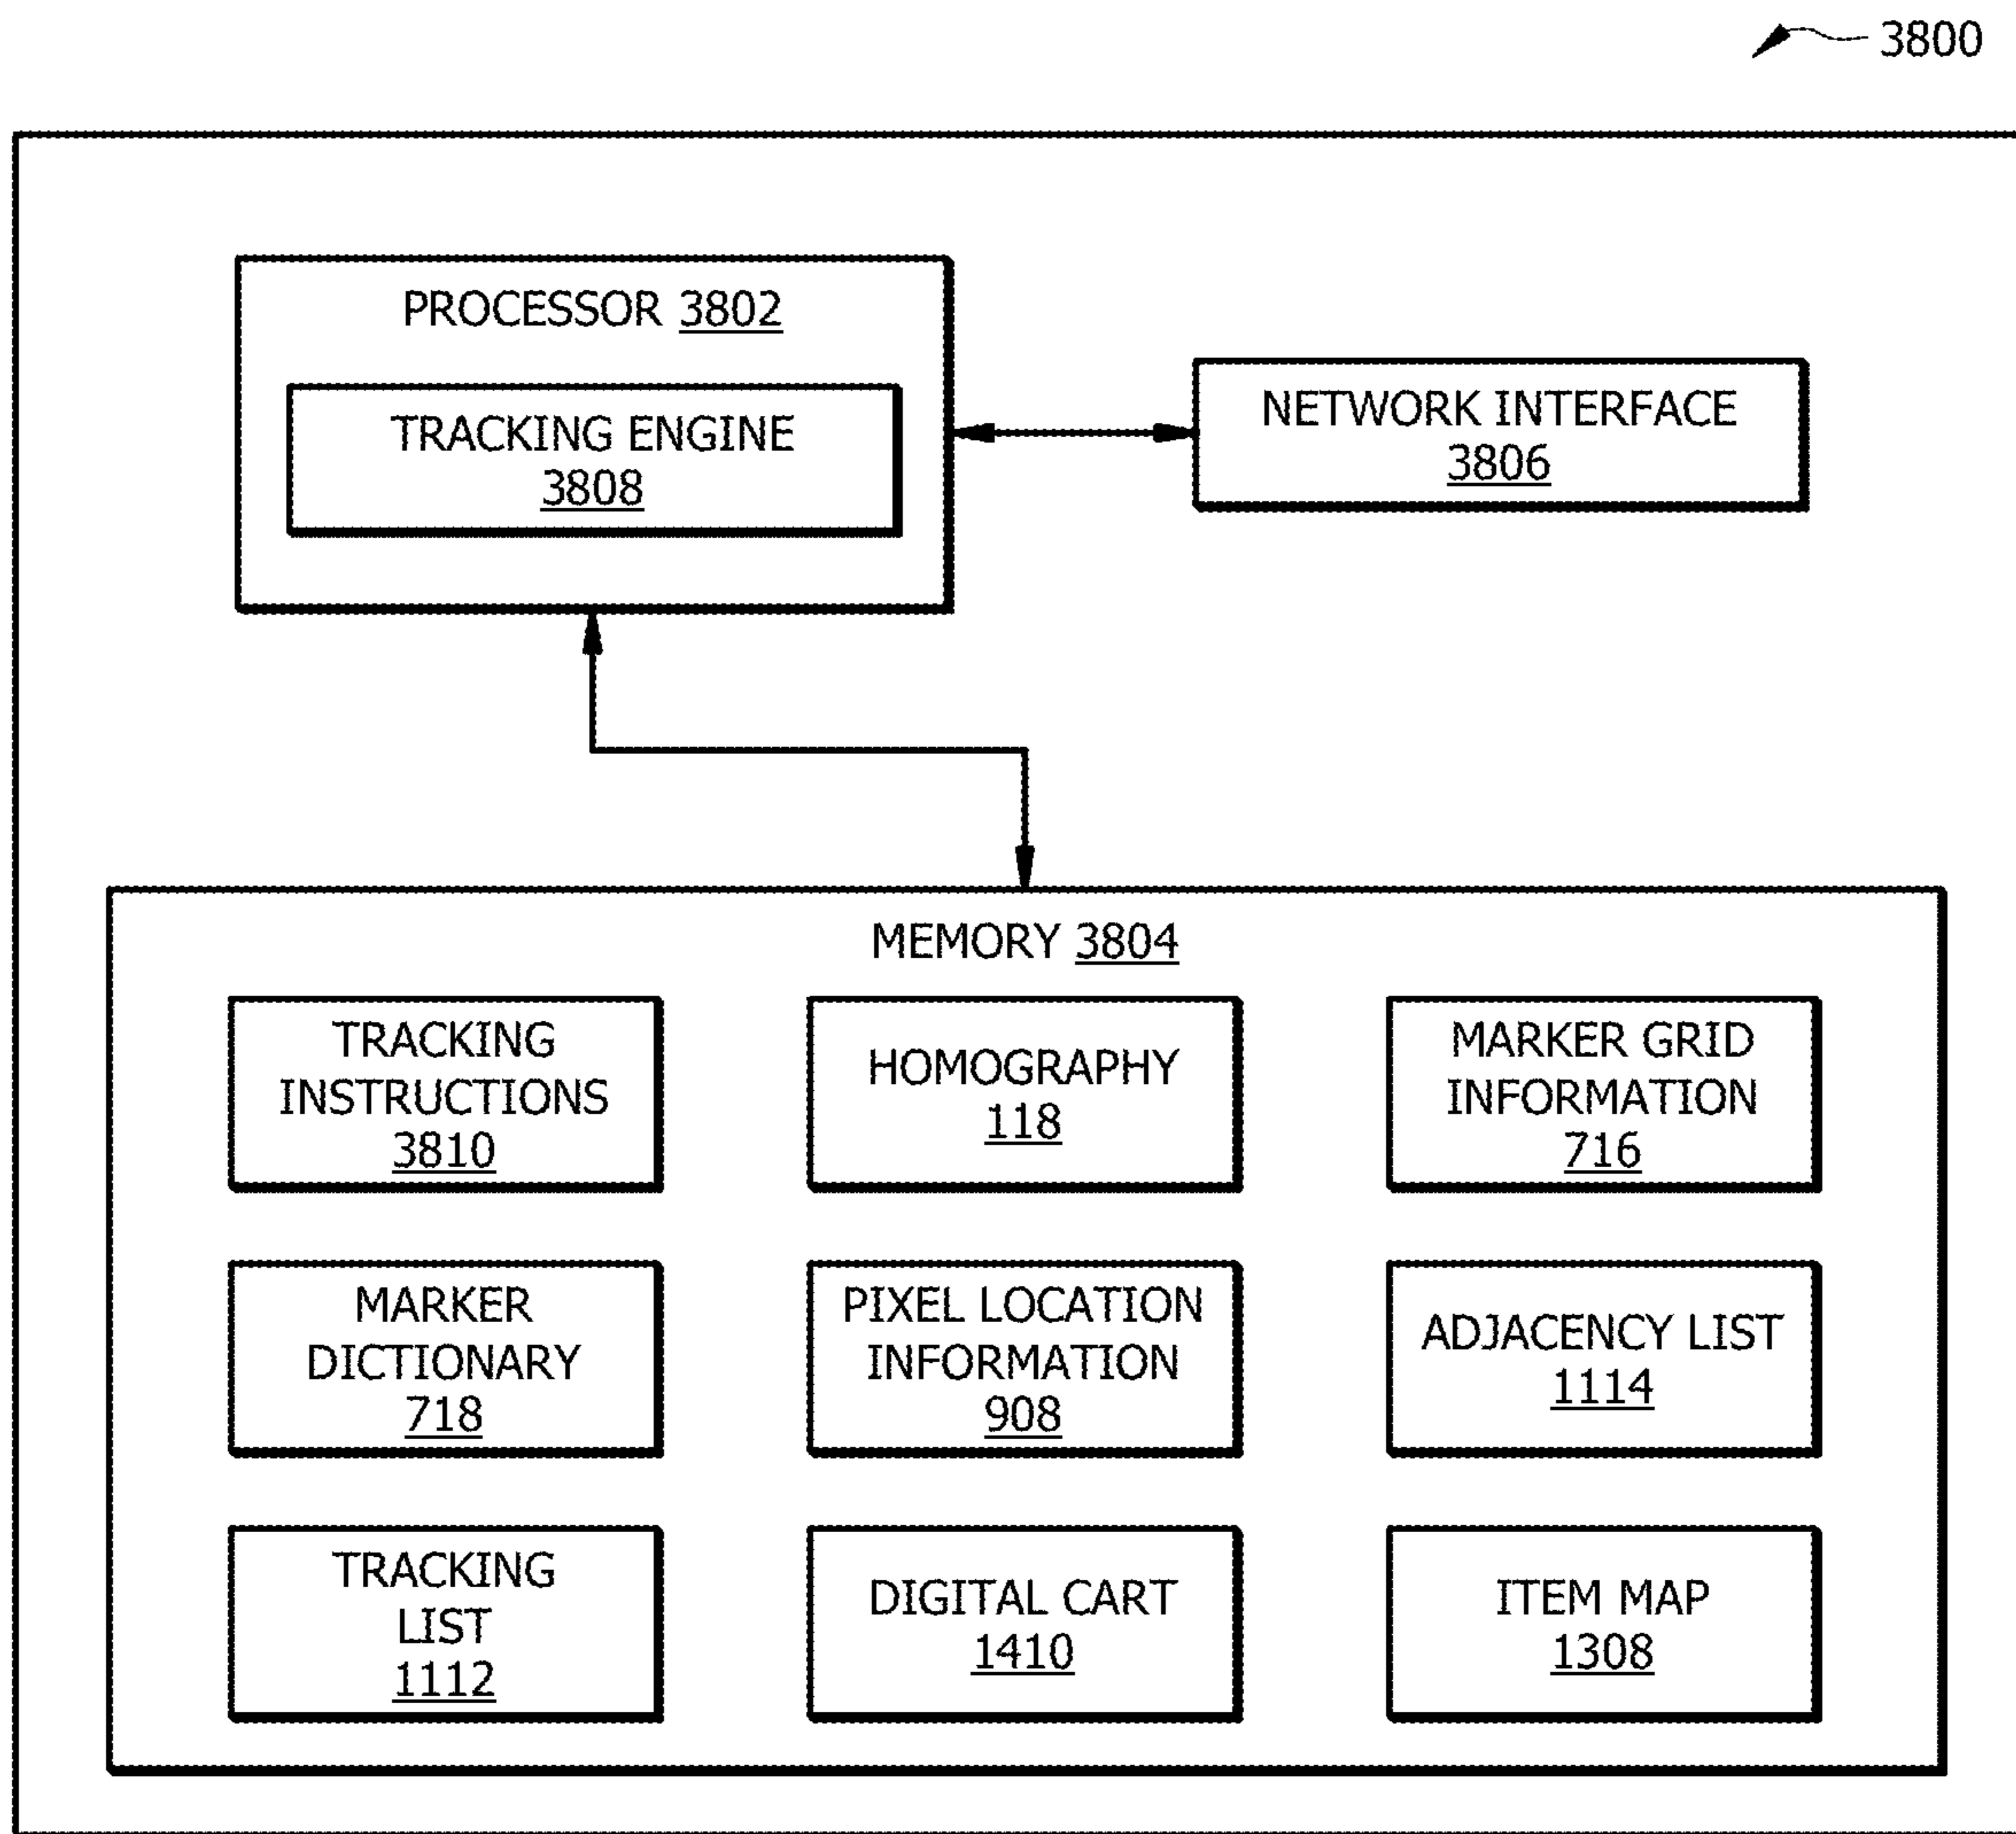 3800
PROCESSOR 3802
TRACKING ENGINE
3808
NETWORK INTERFACE
3806
MEMORY 3804
TRACKING
INSTRUCTIONS
3810
HOMOGRAPHY
118
MARKER GRID
INFORMATION
716
MARKER
DICTIONARY
718
PIXEL LOCATION
INFORMATION
908
ADJACENCY LIST
1114
TRACKING
LIST
1112
DIGITAL CART
1410
ITEM MAP
1308